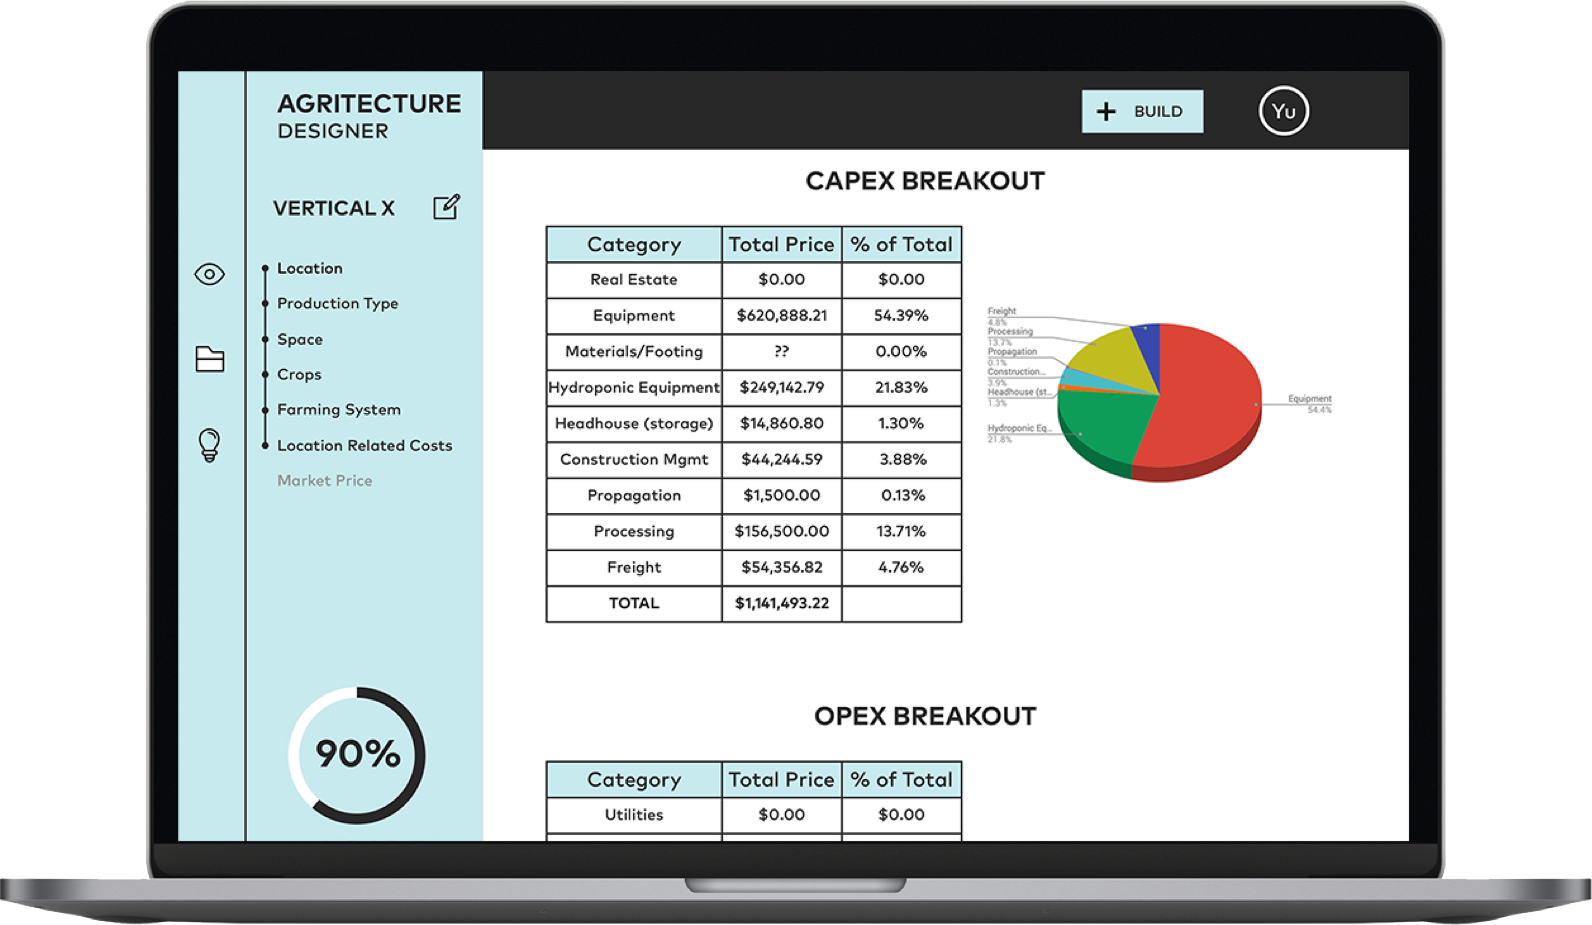 AGRITECTURE
DESIGNER
+ BUILD
Yu
VERTICAL X
Location
Production Type
Space
Crops
Farming System
Location Related Costs
Market Price
90%
CAPEX BREAKOUT
Category Total Price % of Total
Real Estate $0.00 $0.00
Equipment $620,888.21 54.39%
Materials/Footing ?? 0.00%
Hydroponic Equipment $249,142.79 21.83%
Headhouse (storage) $14,860.80 1.30%
Construction Mgmt $44,244.59 3.88%
Propagation $1,500.00 0.13%
Processing $156,500.00 13.71%
Freight $54,356.82 4.76%
TOTAL $1,141,493.22
Freight
4.8%
Processing
13.7%
Propagation
0.1%
Construction...
3.9%
Headhouse (st...
1.3%
Hydroponic Eq...
21.8%
Equipment
54.4%
OPEX BREAKOUT
Category Total Price % of Total
Utilities $0.00 $0.00